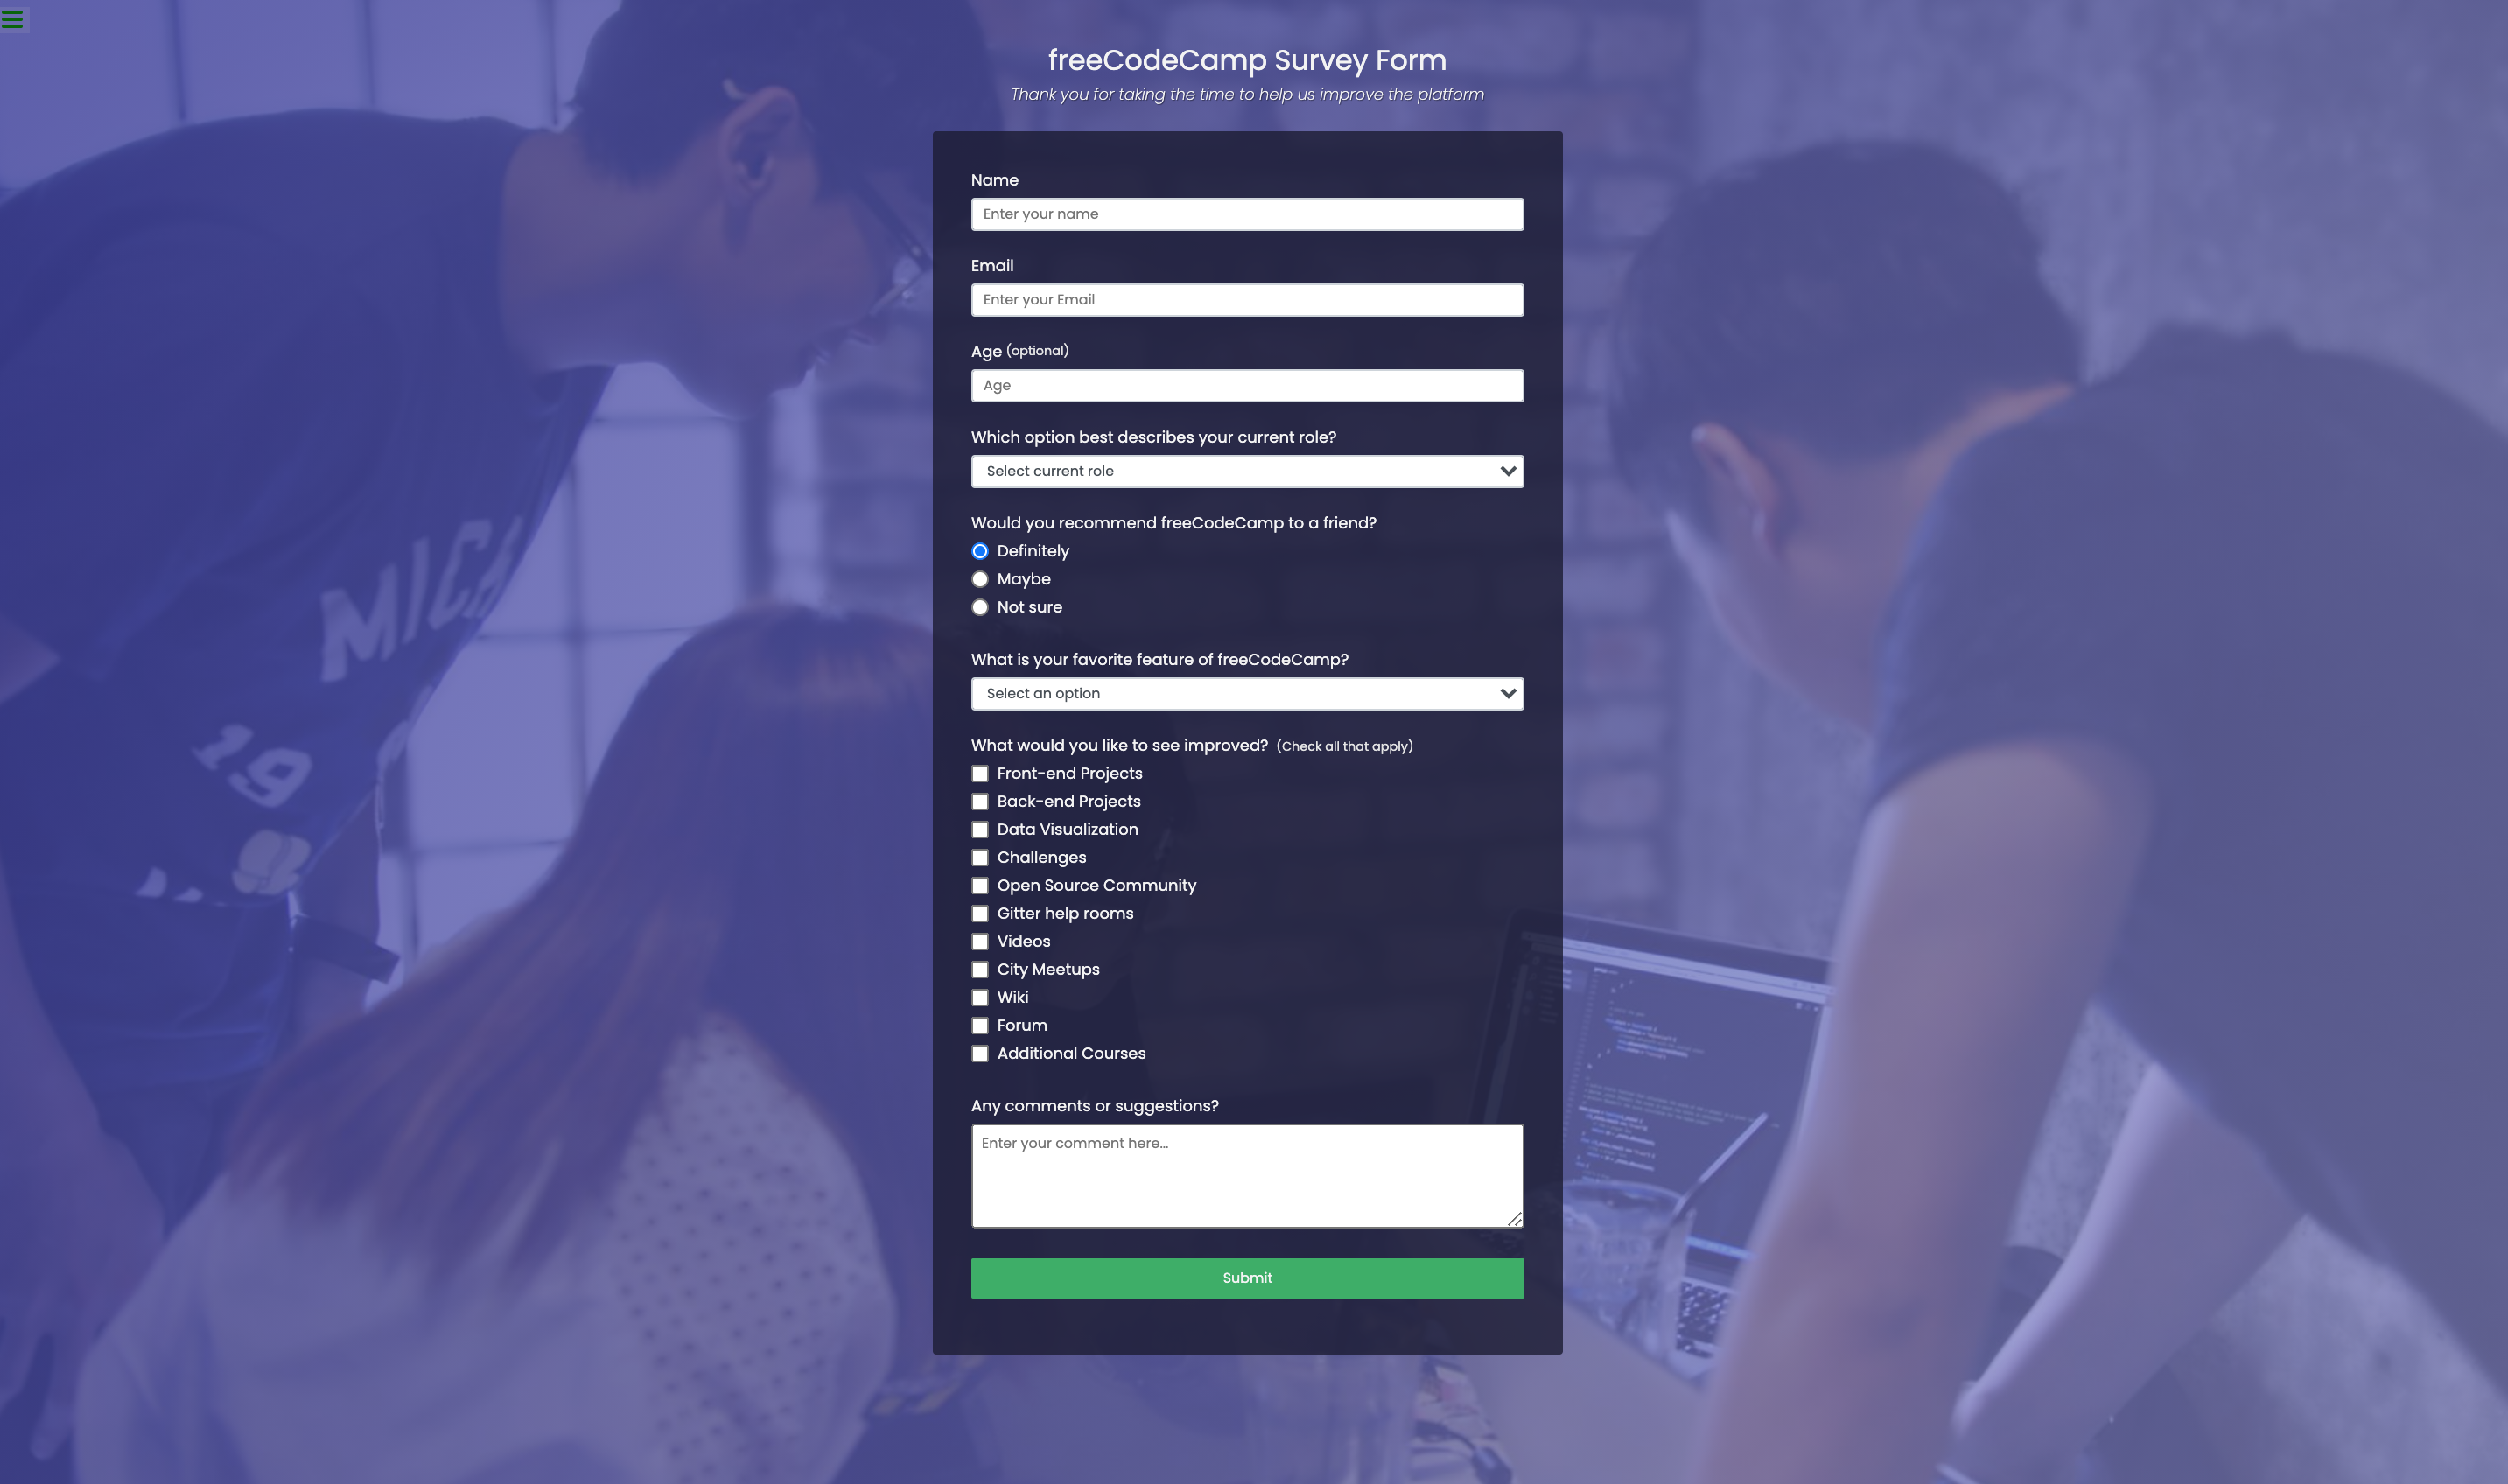 freeCodeCamp Survey Form
Thank you for taking the time to help us improve the platform
Name
Enter your name
Email
Enter your Email
Age (optional)
Age
Which option best describes your current role?
Select current role
Would you recommend freeCodeCamp to a friend?
Definitely
Maybe
Not sure
What is your favorite feature of freeCodeCamp?
Select an option
What would you like to see improved? (Check all that apply)
Front-end Projects
Back-end Projects
Data Visualization
Challenges
Open Source Community
Gitter help rooms
Videos
City Meetups
Wiki
Forum
Additional Courses
Any comments or suggestions?
Enter your comment here...
Submit
19